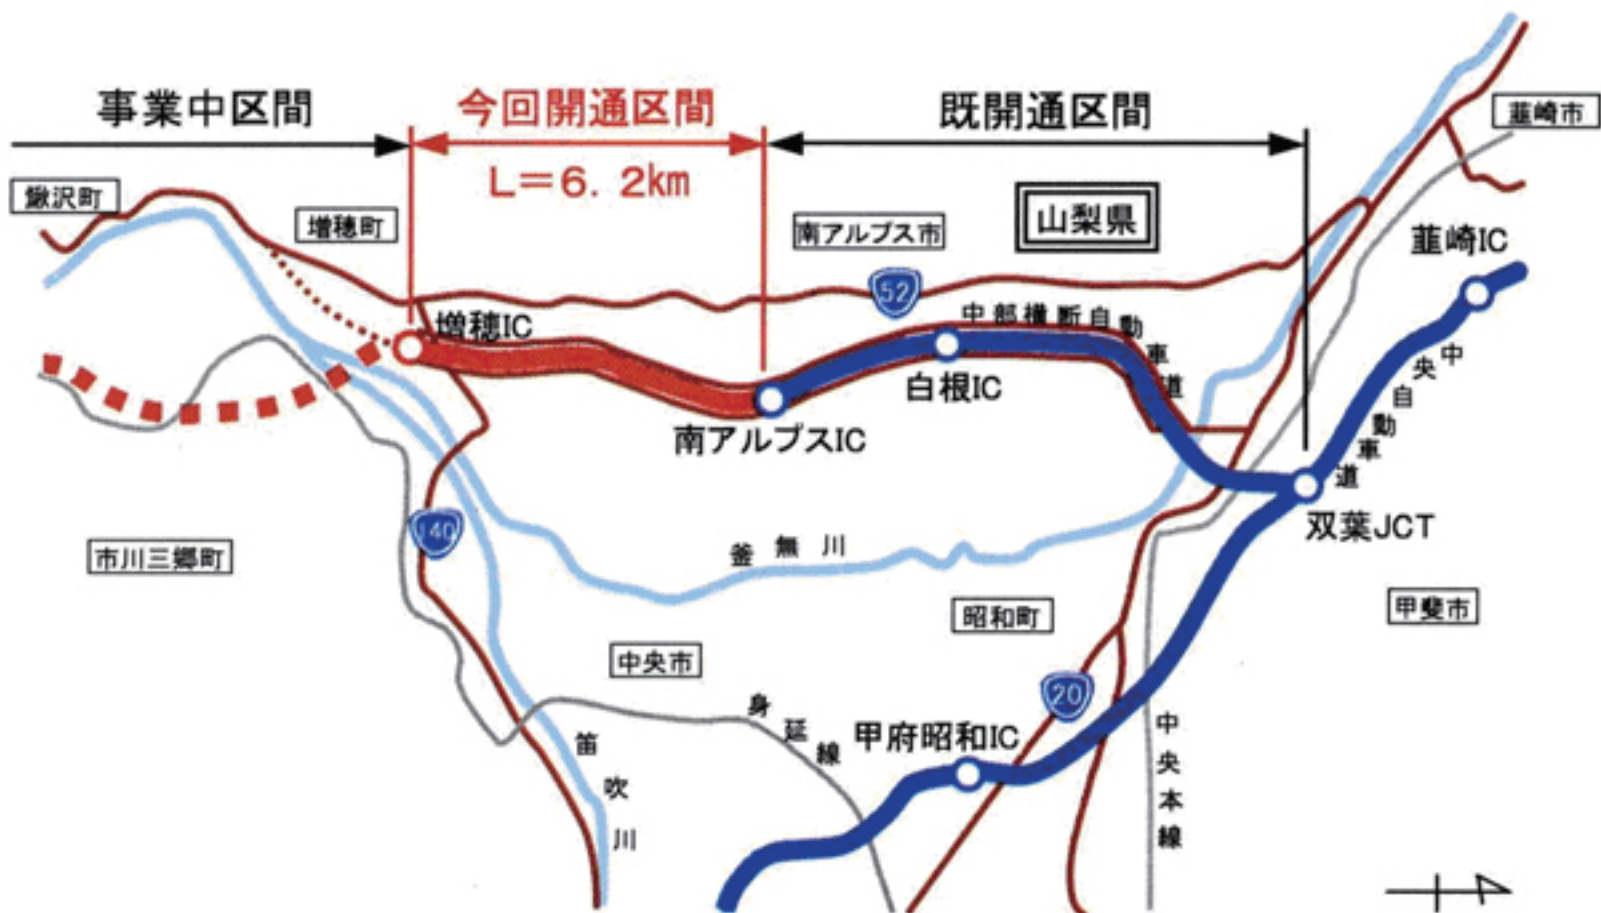 事業中区間
今回開通区間
既開通区間
L=6. 2km
韮崎市
鰍沢町
増穂町
南アルプス市
山梨県
韮崎IC
52
中部横断自動車道
増穂IC
白根IC
南アルプスIC
中央自動車道
双葉JCT
140
釜無川
市川三郷町
昭和町
甲斐市
中央市
20
身延線
甲府昭和IC
中央本線
笛吹川